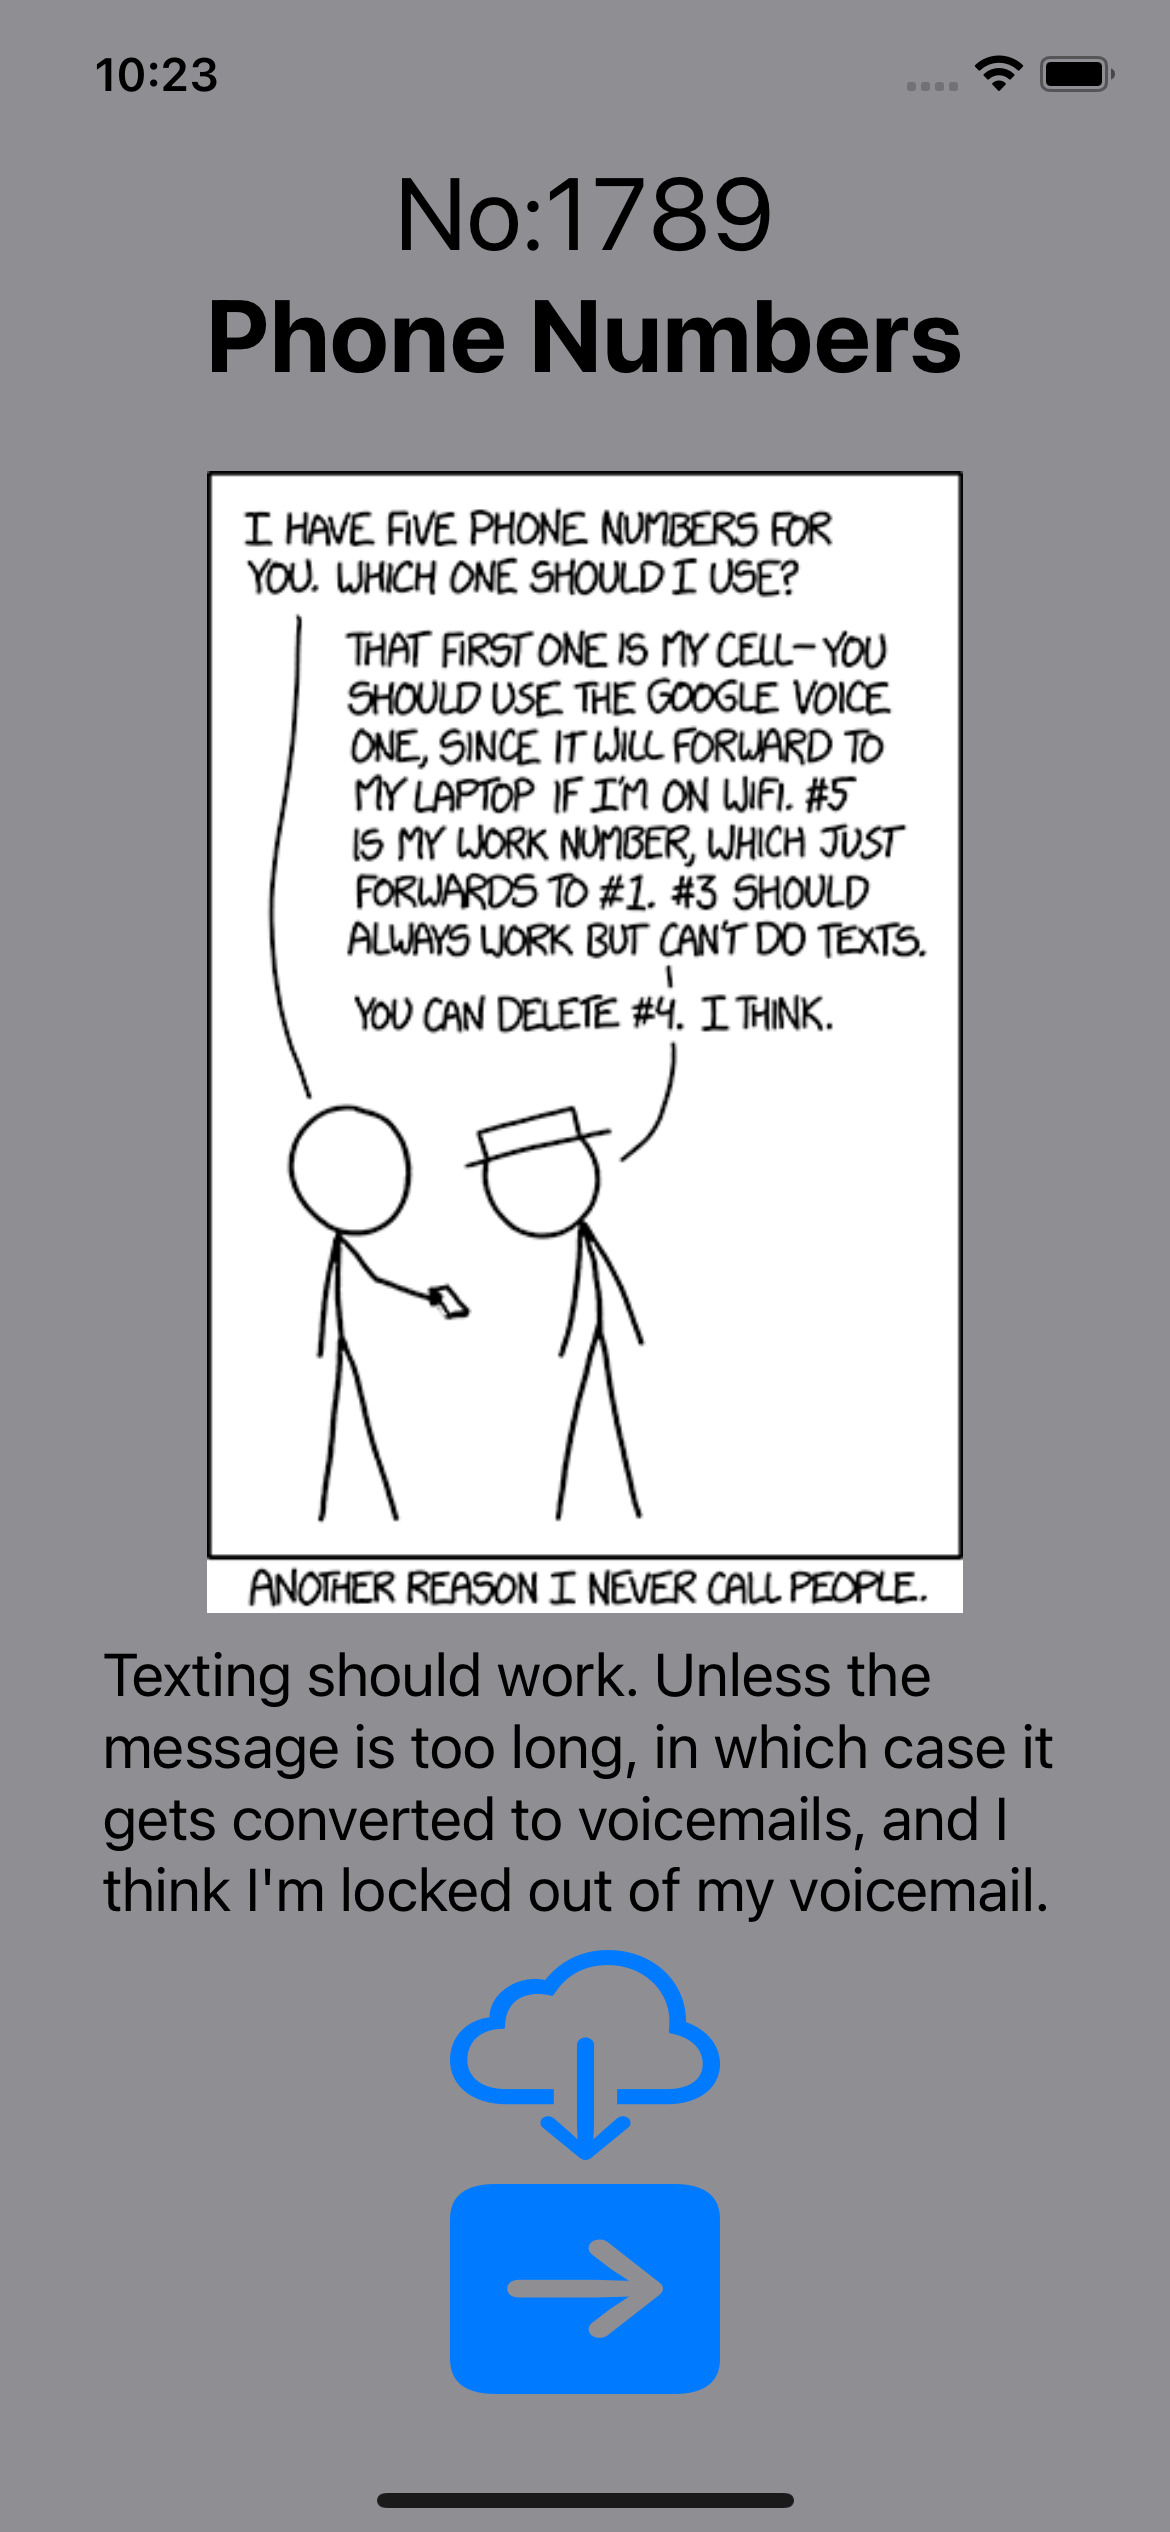 10:23
No:1789
Phone Numbers
I HAVE FIVE PHONE NUMBERS FOR
YOU. WHICH ONE SHOULD I USE?
THAT FIRST ONE IS MY CELL—YOU
SHOULD USE THE GOOGLE VOICE
ONE, SINCE IT WILL FORWARD TO
MY LAPTOP IF I'M ON WIFI. #5
IS MY WORK NUMBER, WHICH JUST
FORWARDS TO #1. #3 SHOULD
ALWAYS WORK BUT CAN'T DO TEXTS.
YOU CAN DELETE #4. I THINK.
ANOTHER REASON I NEVER CALL PEOPLE.
Texting should work. Unless the
message is too long, in which case it
gets converted to voicemails, and I
think I'm locked out of my voicemail.